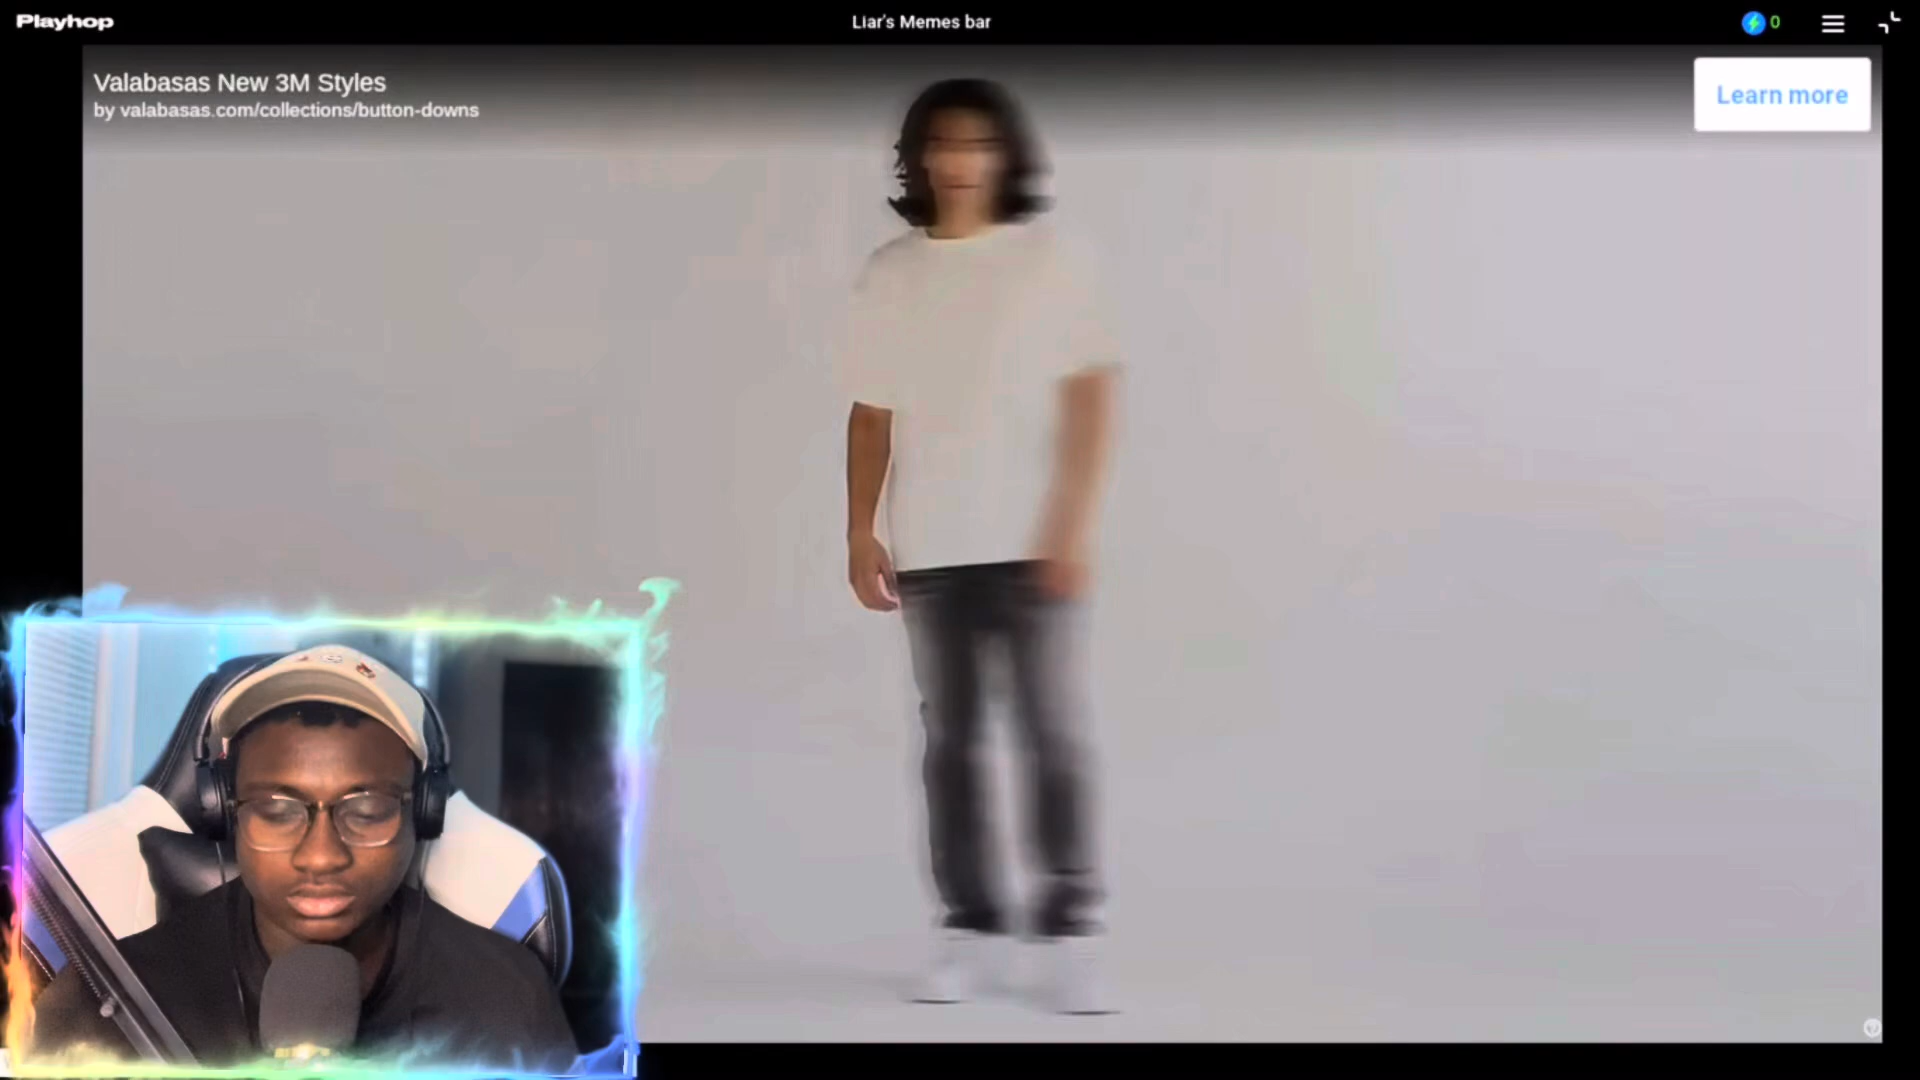 Playhop
Liar's Memes bar
0
Valabasas New 3M Styles
by valabasas.com/collections/button-downs
Learn more